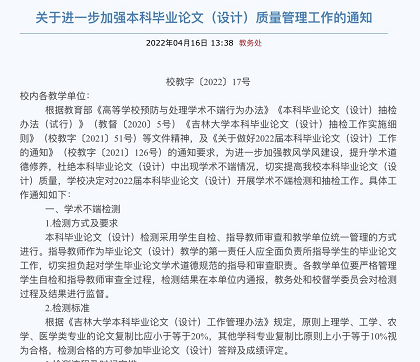 关于进一步加强本科毕业论文（设计）质量管理工作的通知
2022年04月16日 13:38 教务处
校教字〔2022〕17号
校内各教学单位：
根据教育部《高等学校预防与处理学术不端行为办法》《本科毕业论文（设计）抽检
办法（试行）》（教督〔2020〕5号）《吉林大学本科毕业论文（设计）抽检工作实施细
则》（校教字〔2021〕51号）等文件精神，及《关于做好2022届本科毕业论文（设计）工作
的通知》（校教字〔2021〕126号）的通知要求，为进一步加强教风学风建设，提升学术道
德修养，杜绝本科毕业论文（设计）中出现学术不端情况，切实提高我校本科毕业论文（设
计）质量，学校决定对2022届本科毕业论文（设计）开展学术不端检测和抽检工作。具体工
作通知如下：
一、学术不端检测
1.检测方式及要求
本科毕业论文（设计）检测采用学生自检、指导教师审查和教学单位统一管理的方式
进行。指导教师作为毕业论文（设计）教学的第一责任人应全面负责所指导学生的毕业论文
工作，切实担负起对学生毕业论文学术道德规范的指导和审查职责。各教学单位要严格管理
学生自检和指导教师审查全过程，检测结果在本单位内通报，教务处和校督学委员会对检测
过程及结果进行监督。
2.检测标准
根据《吉林大学本科毕业论文（设计）工作管理办法》规定，原则上理学、工学、农
学、医学类专业的论文复制比应小于等于20%，其他学科专业复制比原则上小于等于10%视
为合格，检测合格的方可参加毕业论文（设计）答辩及成绩评定。